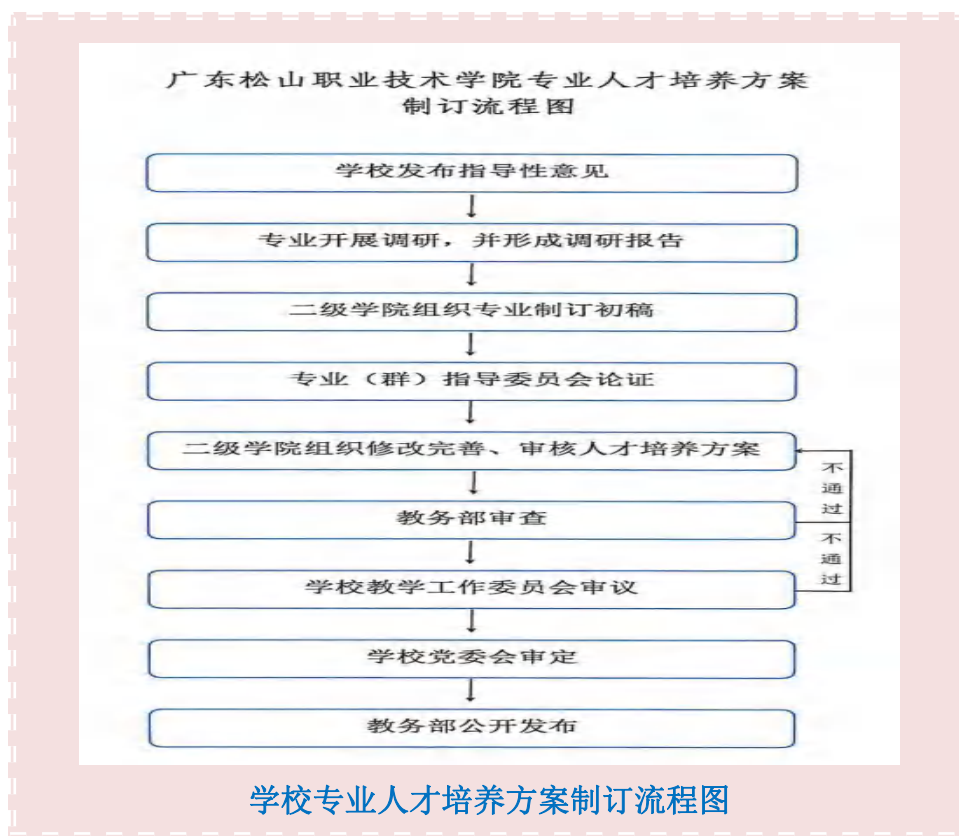 广东松山职业技术学院专业人才培养方案
制订流程图
学校发布指导性意见
专业开展调研，并形成调研报告
二级学院组织专业制订初稿
专业（群）指导委员会论证
二级学院组织修改完善、审核人才培养方案
不通过
教务部审查
不通过
学校教学工作委员会审议
学校党委会审定
教务部公开发布
学校专业人才培养方案制订流程图